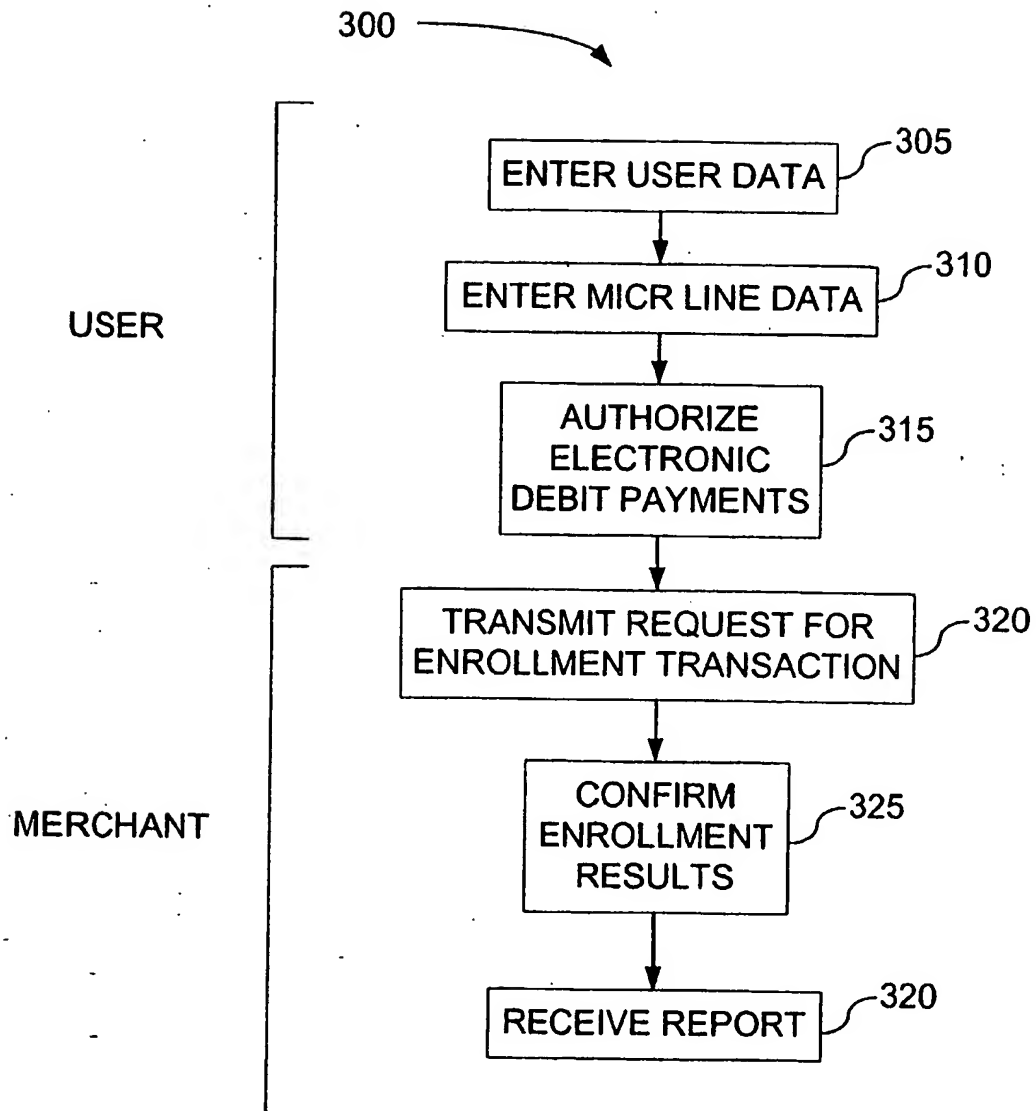 300
ENTER USER DATA
305
ENTER MICR LINE DATA
310
USER
AUTHORIZE
ELECTRONIC
DEBIT PAYMENTS
315
TRANSMIT REQUEST FOR
ENROLLMENT TRANSACTION
320
MERCHANT
CONFIRM
ENROLLMENT
RESULTS
325
RECEIVE REPORT
320